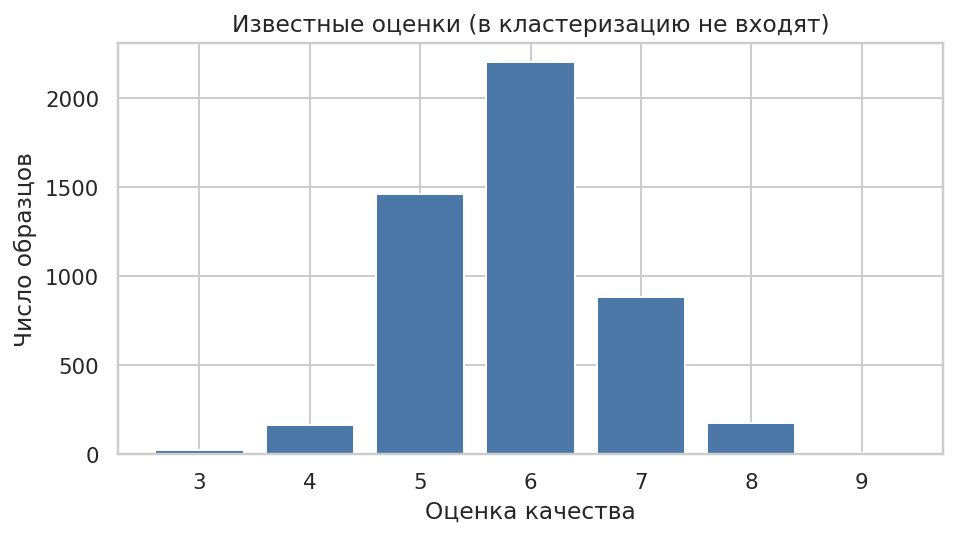 Известные оценки (в кластеризацию не входят)
Число образцов
2000
1500
1000
500
0
3 4 5 6 7 8 9
Оценка качества